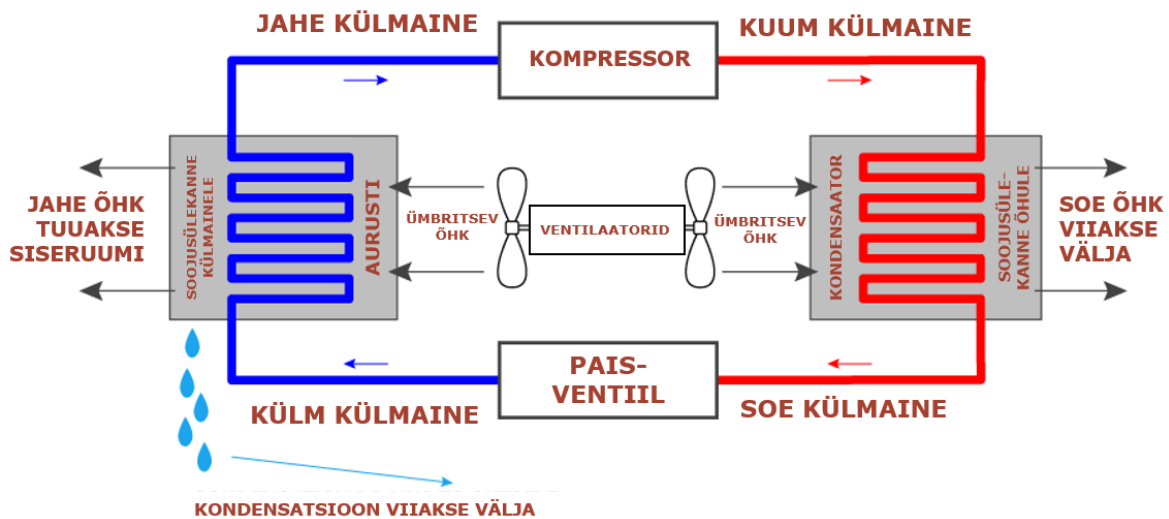 JAHE KÜLMAINE
KOMPRESSOR
KUUM KÜLMAINE
JAHE ÕHK
TUUAKSE
SISERUUMI
SOOJUSÜLEKANNE
KÜLMAINELE
AURUSTI
ÜMBRITSEV
ÕHK
VENTILAATORID
ÜMBRITSEV
ÕHK
KONDENSAATOR
SOOJUSÜLE-
KANNE ÕHULE
SOE ÕHK
VIIAKSE
VÄLJA
KÜLM KÜLMAINE
PAIS-
VENTIIL
SOE KÜLMAINE
KONDENSATSIOON VIIAKSE VÄLJA